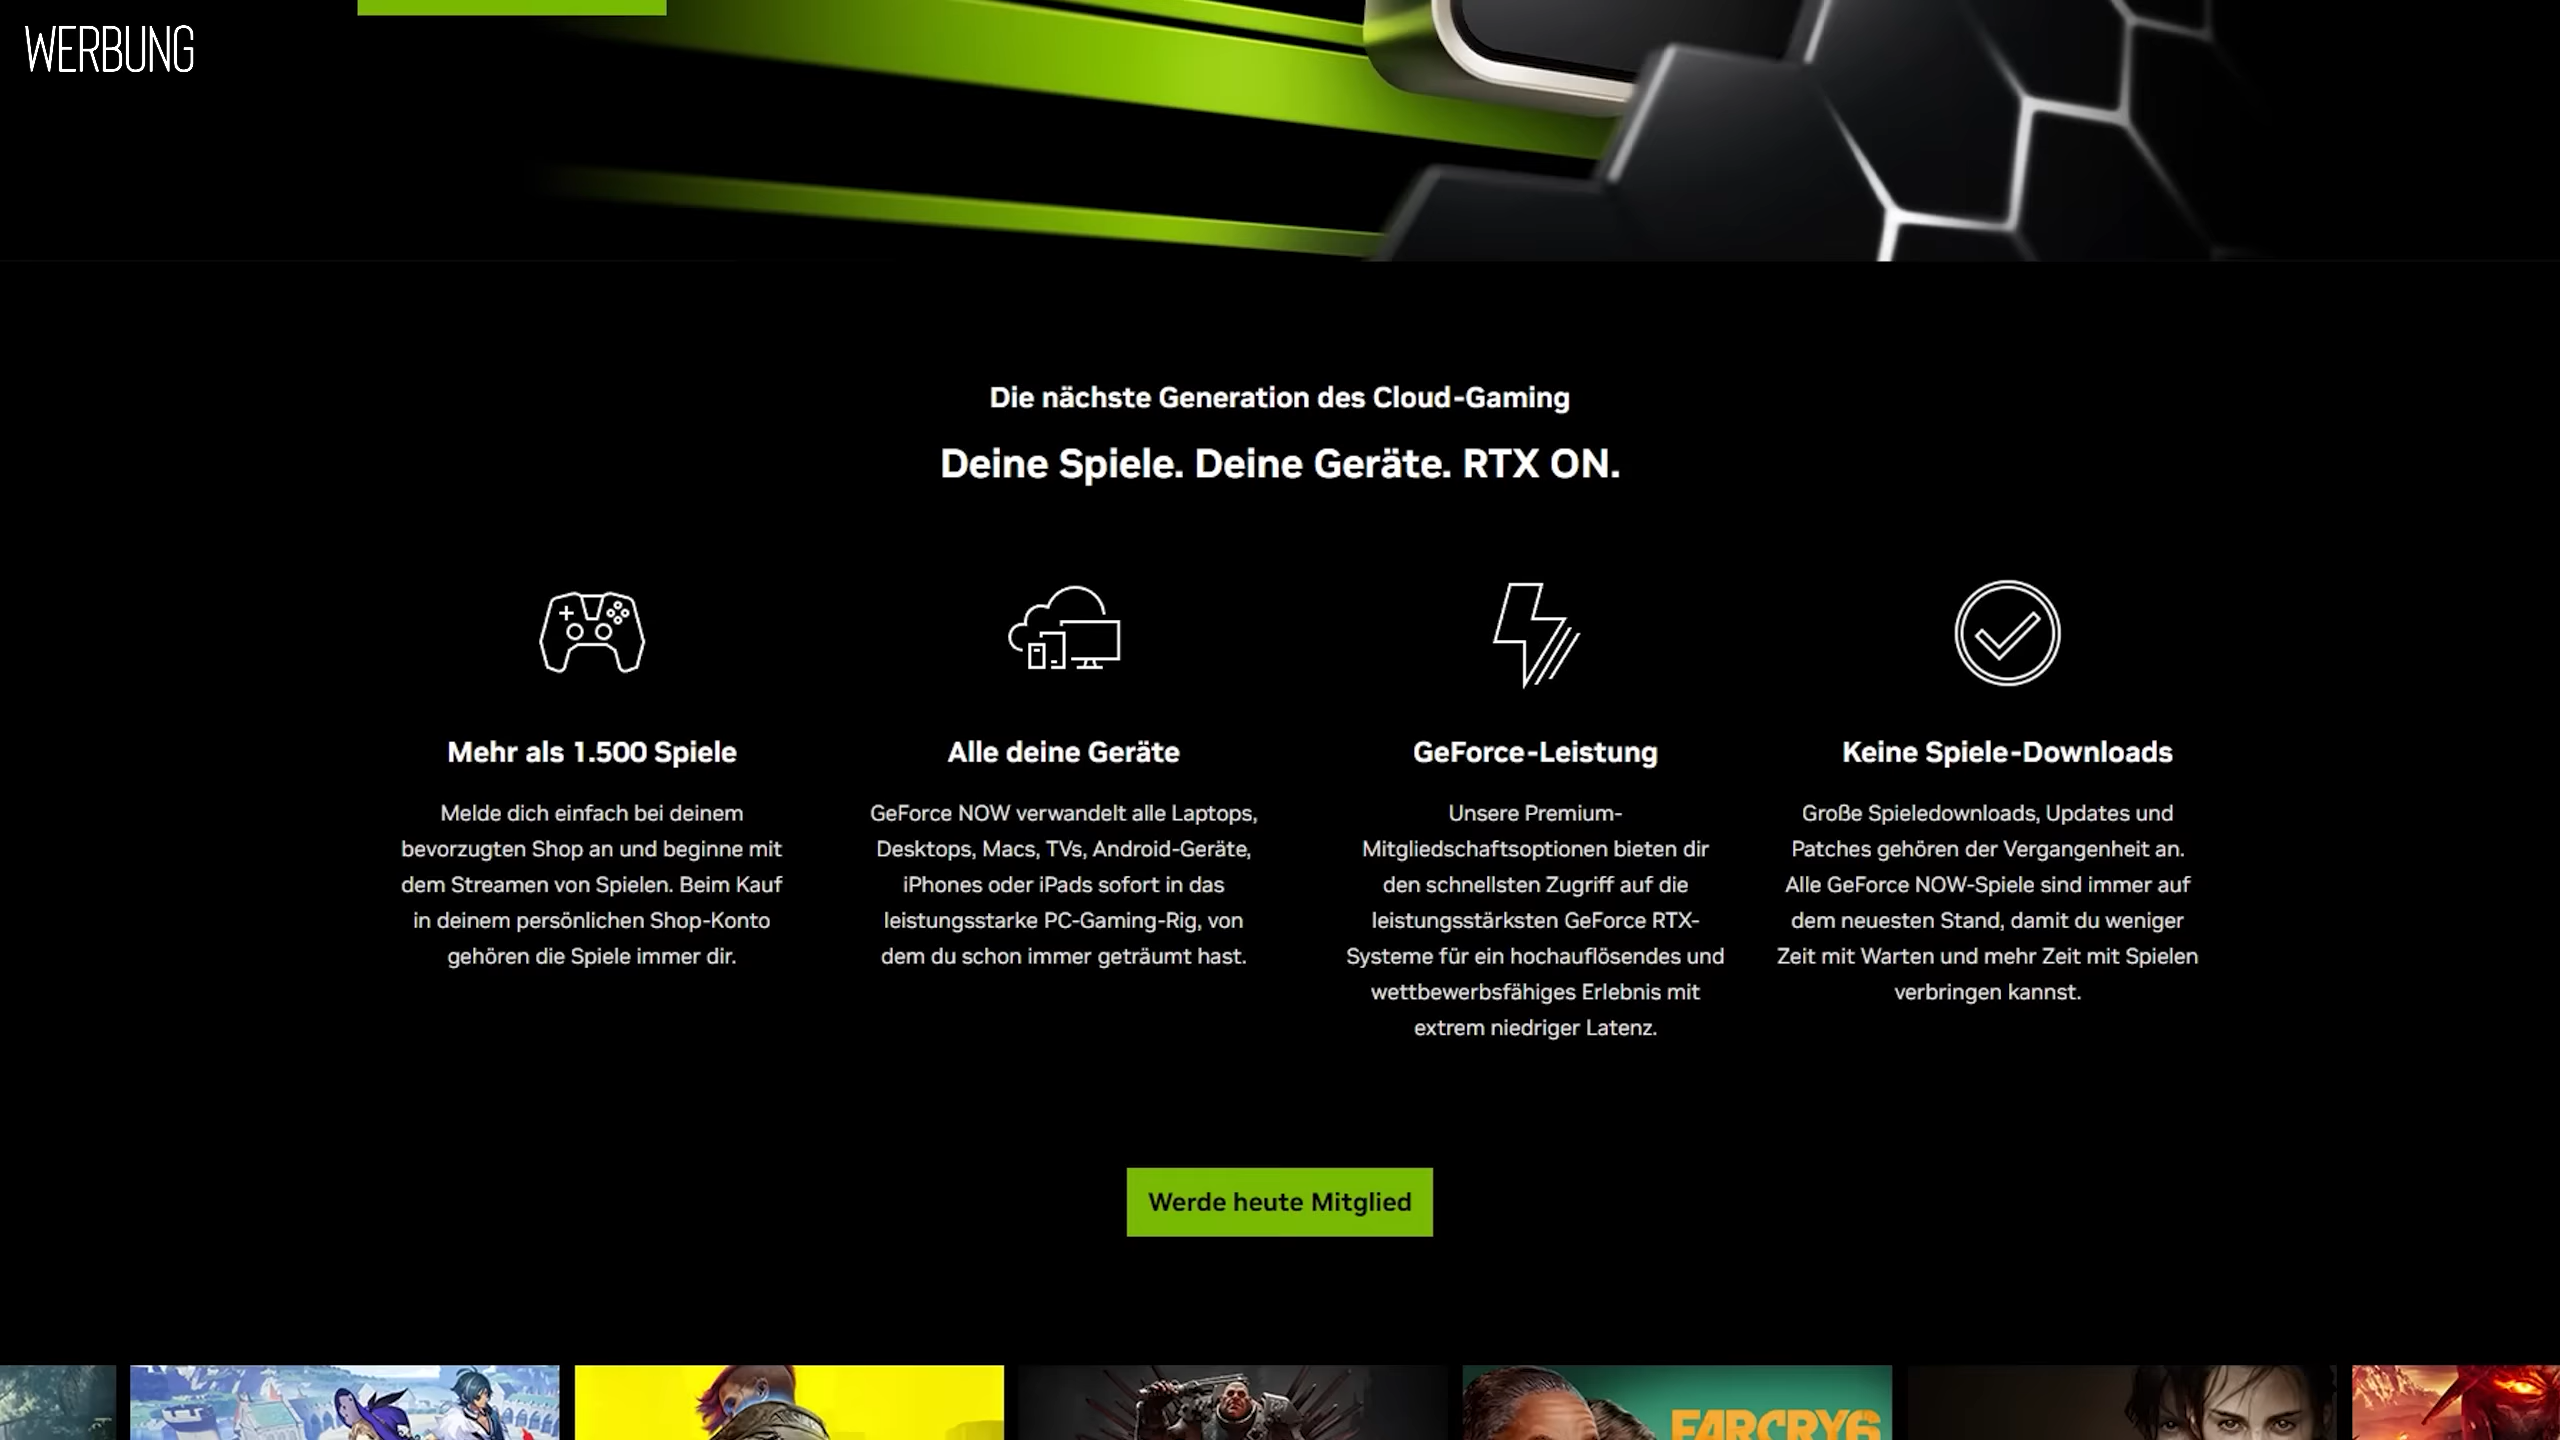 WERBUNG
Die nächste Generation des Cloud-Gaming
Deine Spiele. Deine Geräte. RTX ON.
Mehr als 1.500 Spiele
Melde dich einfach bei deinem
bevorzugten Shop an und beginne mit
dem Streamen von Spielen. Beim Kauf
in deinem persönlichen Shop-Konto
gehören die Spiele immer dir.
Alle deine Geräte
GeForce NOW verwandelt alle Laptops,
Desktops, Macs, TVs, Android-Geräte,
iPhones oder iPads sofort in das
leistungsstarke PC-Gaming-Rig, von
dem du schon immer geträumt hast.
GeForce-Leistung
Unsere Premium-
Mitgliedschaftsoptionen bieten dir
den schnellsten Zugriff auf die
leistungsstärksten GeForce RTX-
Systeme für ein hochauflösendes und
wettbewerbsfähiges Erlebnis mit
extrem niedriger Latenz.
Keine Spiele-Downloads
Große Spieledownloads, Updates und
Patches gehören der Vergangenheit an.
Alle GeForce NOW-Spiele sind immer auf
dem neuesten Stand, damit du weniger
Zeit mit Warten und mehr Zeit mit Spielen
verbringen kannst.
Werde heute Mitglied
FARCRY6